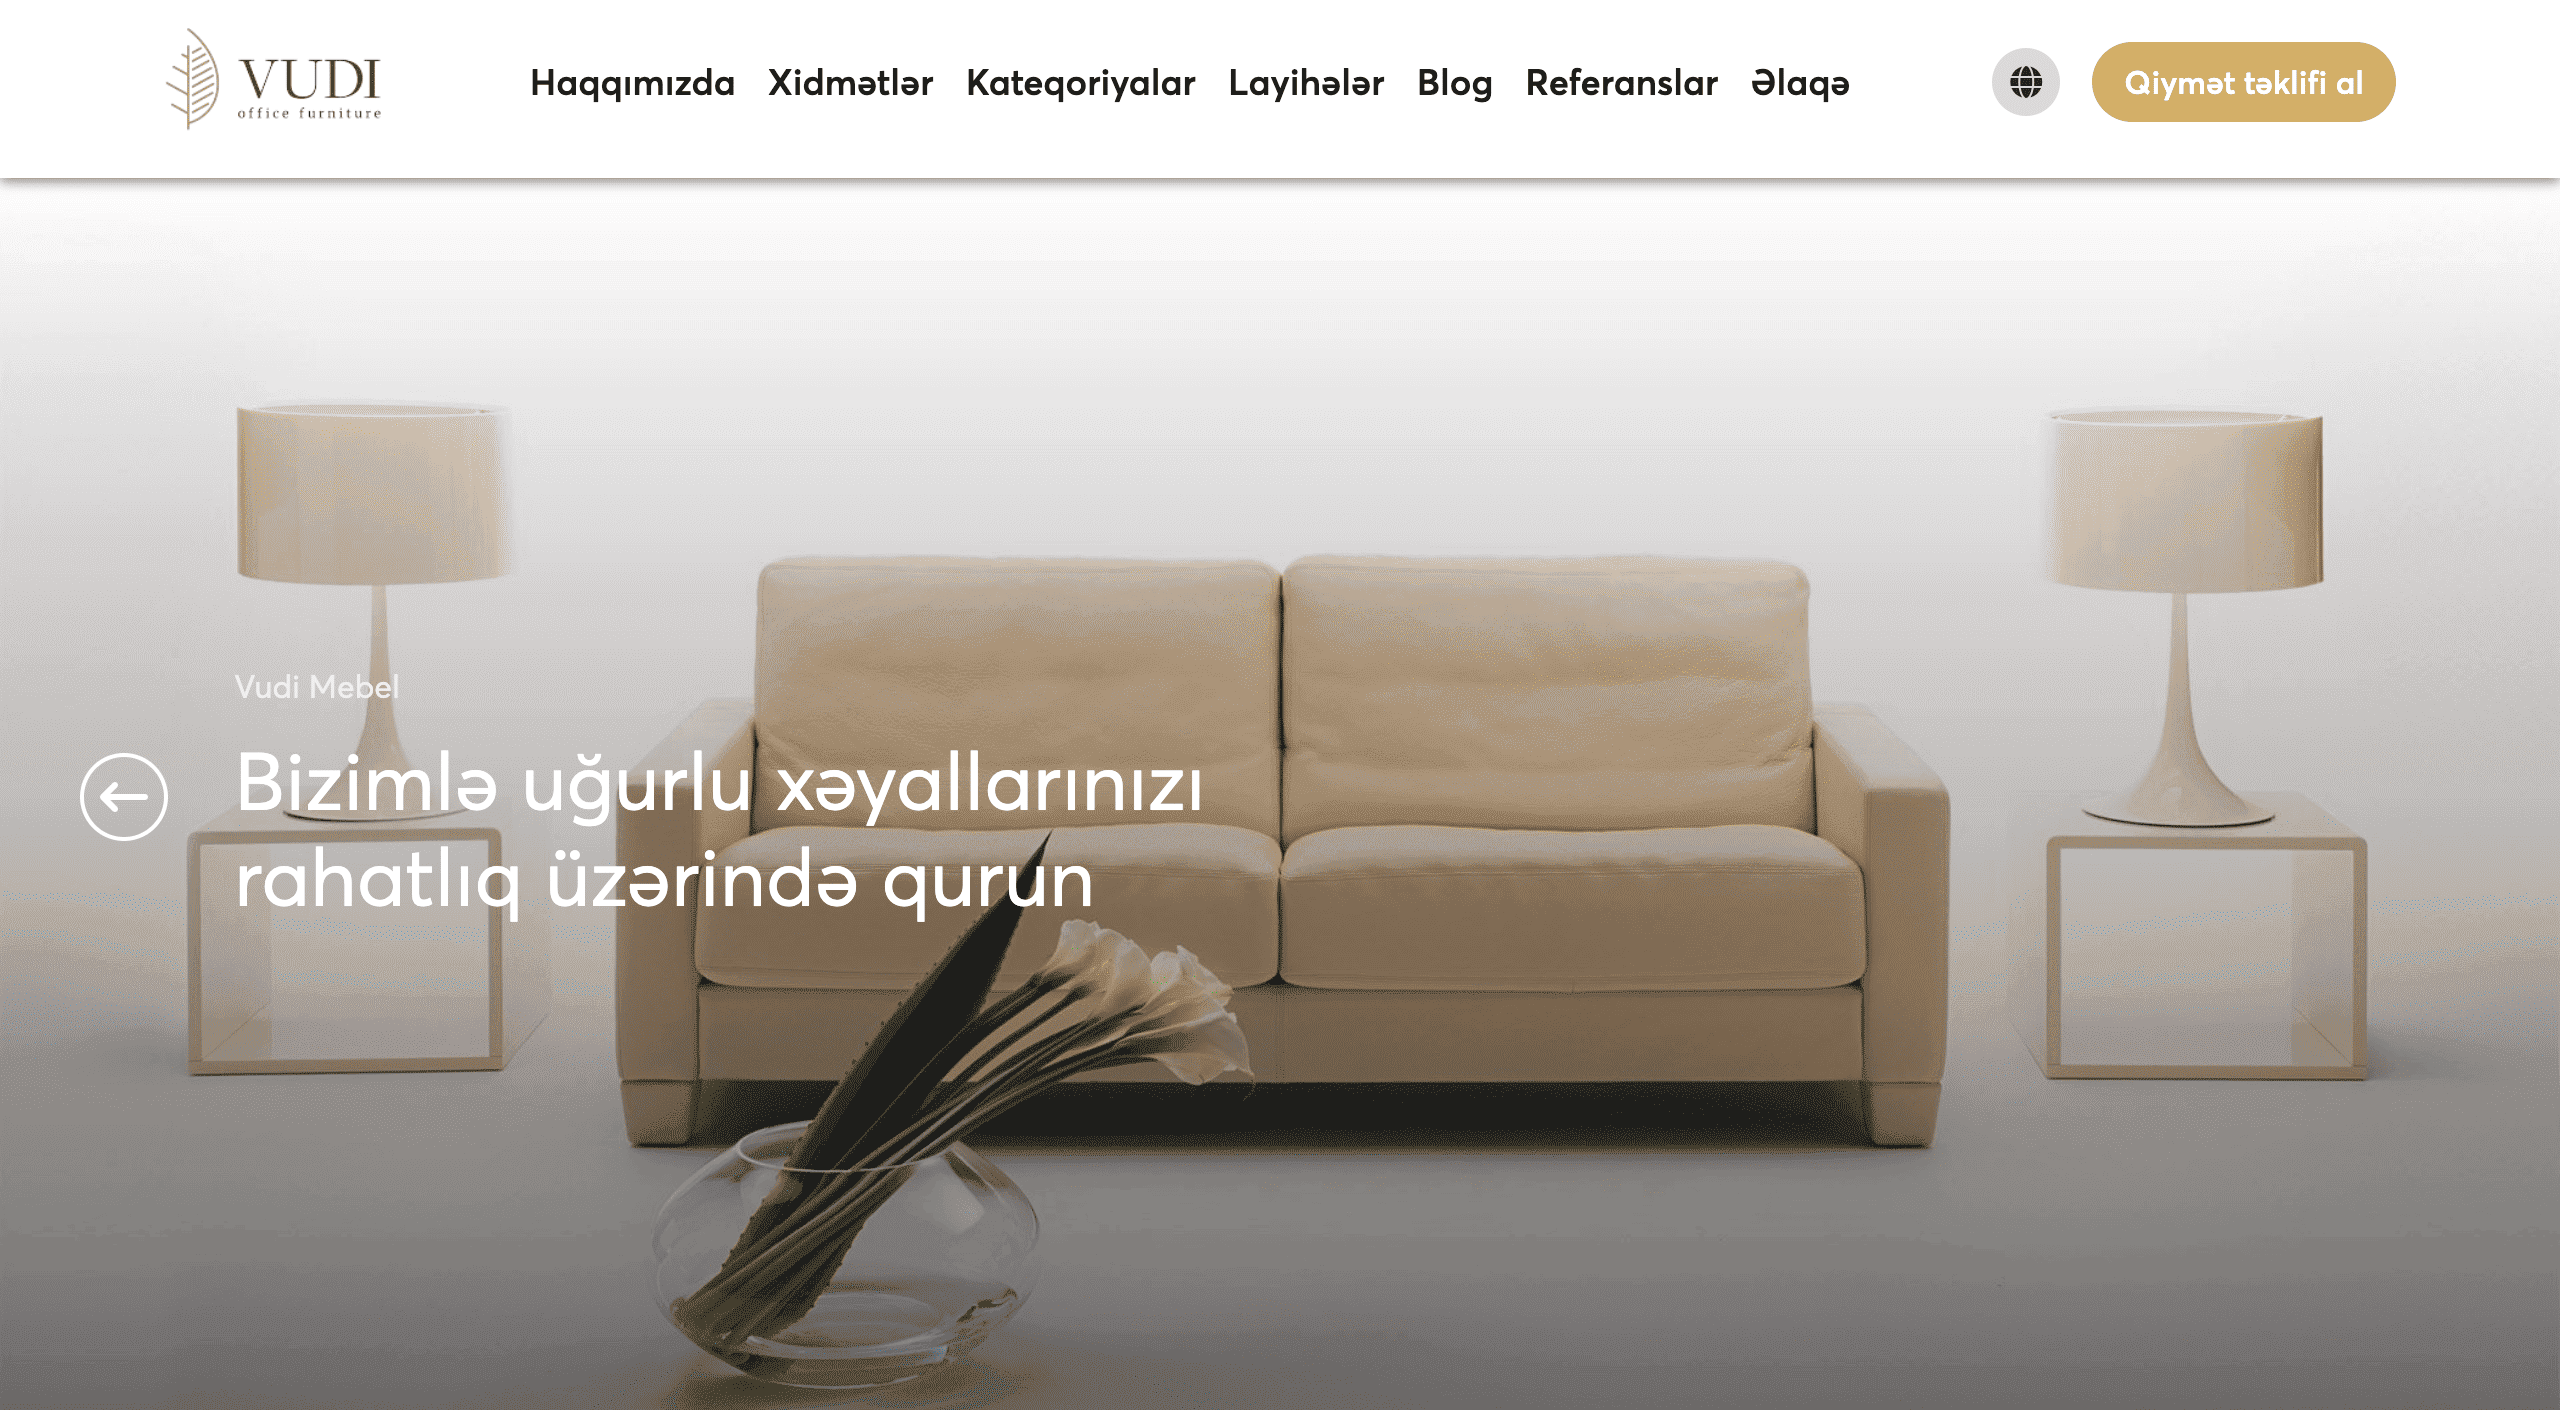 VUDI
office furniture
Haqqımızda Xidmətlər Kateqoriyalar Layihələr Blog Referanslar Əlaqə
Qiymət təklifi al
Vudi Mebel
Bizimlə uğurlu xəyallarınızı
rahatlıq üzərində qurun